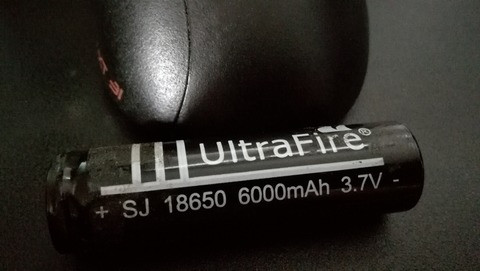 UltraFire®
+ SJ 18650 6000mAh 3.7V -